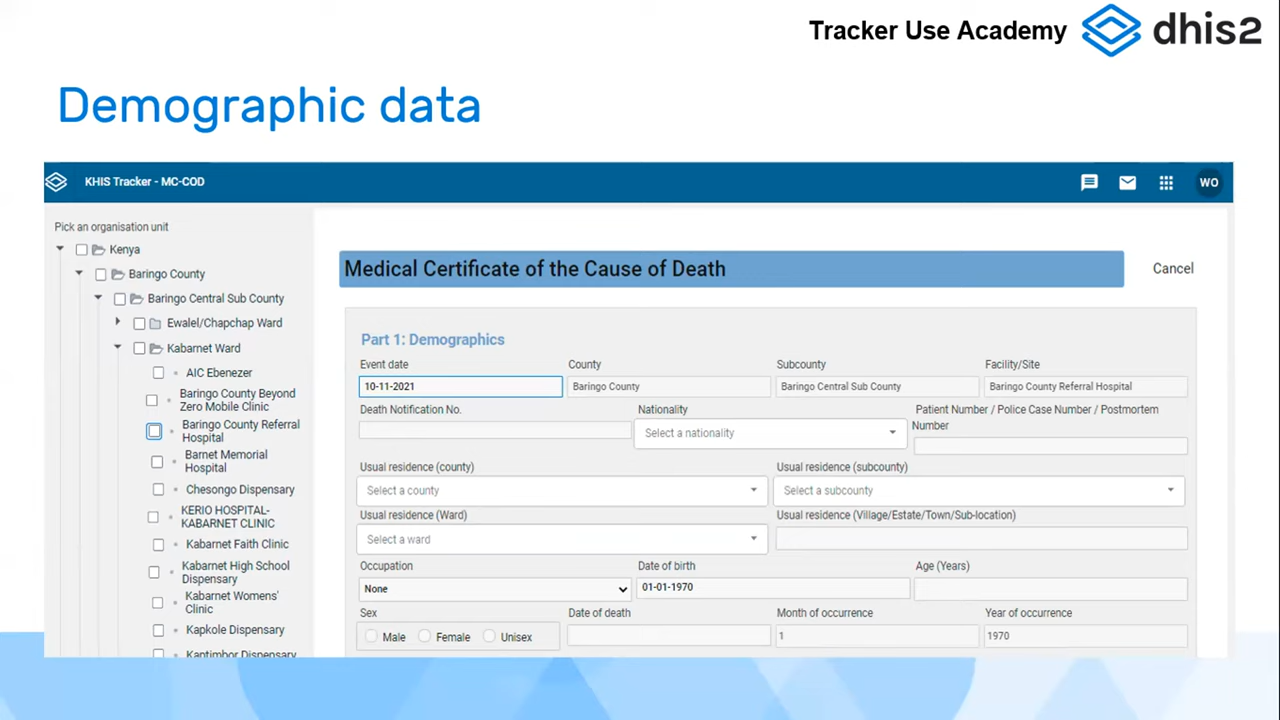 Tracker Use Academy dhis2
Demographic data
KHIS Tracker - MC-COD
WO
Pick an organisation unit
Kenya
Baringo County
Baringo Central Sub County
Ewalel/Chapchap Ward
Kabarnet Ward
AIC Ebenezer
Baringo County Beyond
Zero Mobile Clinic
Baringo County Referral
Hospital
Barnet Memorial
Hospital
Chesongo Dispensary
KERIO HOSPITAL-
KABARNET CLINIC
Kabarnet Faith Clinic
Kabarnet High School
Dispensary
Kabarnet Womens'
Clinic
Kapkole Dispensary
Kaptimbor Dispensary
Medical Certificate of the Cause of Death
Cancel
Part 1: Demographics
Event date County Subcounty Facility/Site
10-11-2021 Baringo County Baringo Central Sub County Baringo County Referral Hospital
Death Notification No. Nationality Patient Number / Police Case Number / Postmortem
Number
Select a nationality
Usual residence (county) Usual residence (subcounty)
Select a county Select a subcounty
Usual residence (Ward) Usual residence (Village/Estate/Town/Sub-location)
Select a ward
Occupation Date of birth Age (Years)
None 01-01-1970
Sex Date of death Month of occurrence Year of occurrence
Male Female Unisex 1 1970